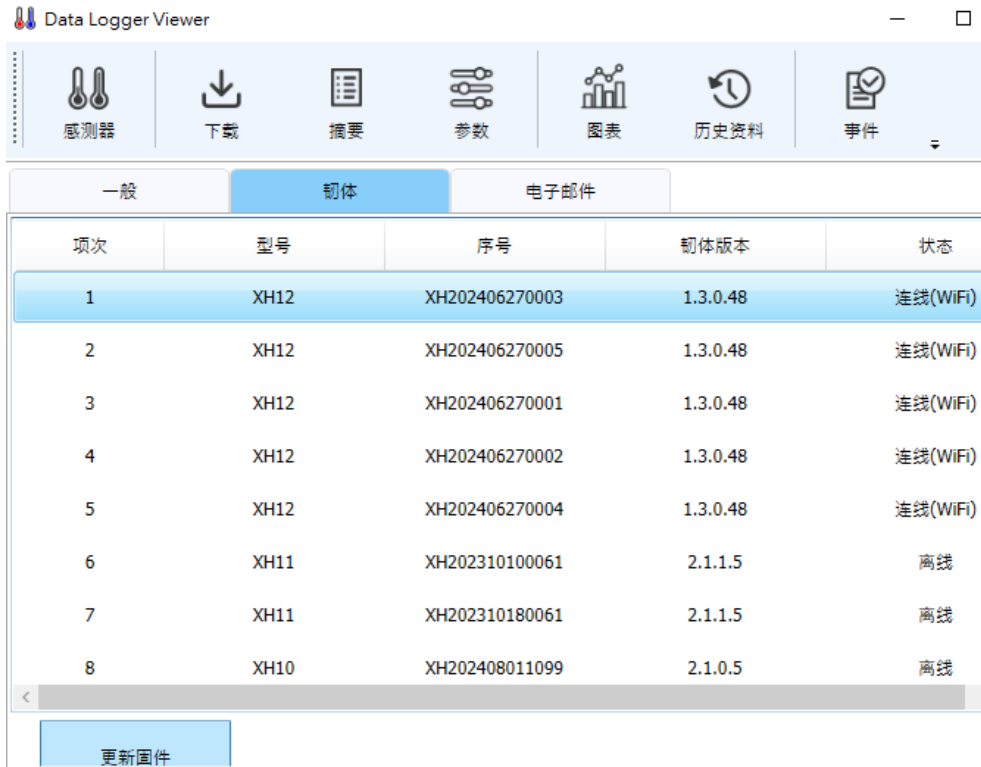 Data Logger Viewer
感测器 下载 摘要 参数 图表 历史资料 事件
一般 韧体 电子邮件
项次 型号 序号 韧体版本 状态
1 XH12 XH202406270003 1.3.0.48 连线(WiFi)
2 XH12 XH202406270005 1.3.0.48 连线(WiFi)
3 XH12 XH202406270001 1.3.0.48 连线(WiFi)
4 XH12 XH202406270002 1.3.0.48 连线(WiFi)
5 XH12 XH202406270004 1.3.0.48 连线(WiFi)
6 XH11 XH202310100061 2.1.1.5 离线
7 XH11 XH202310180061 2.1.1.5 离线
8 XH10 XH202408011099 2.1.0.5 离线
更新固件